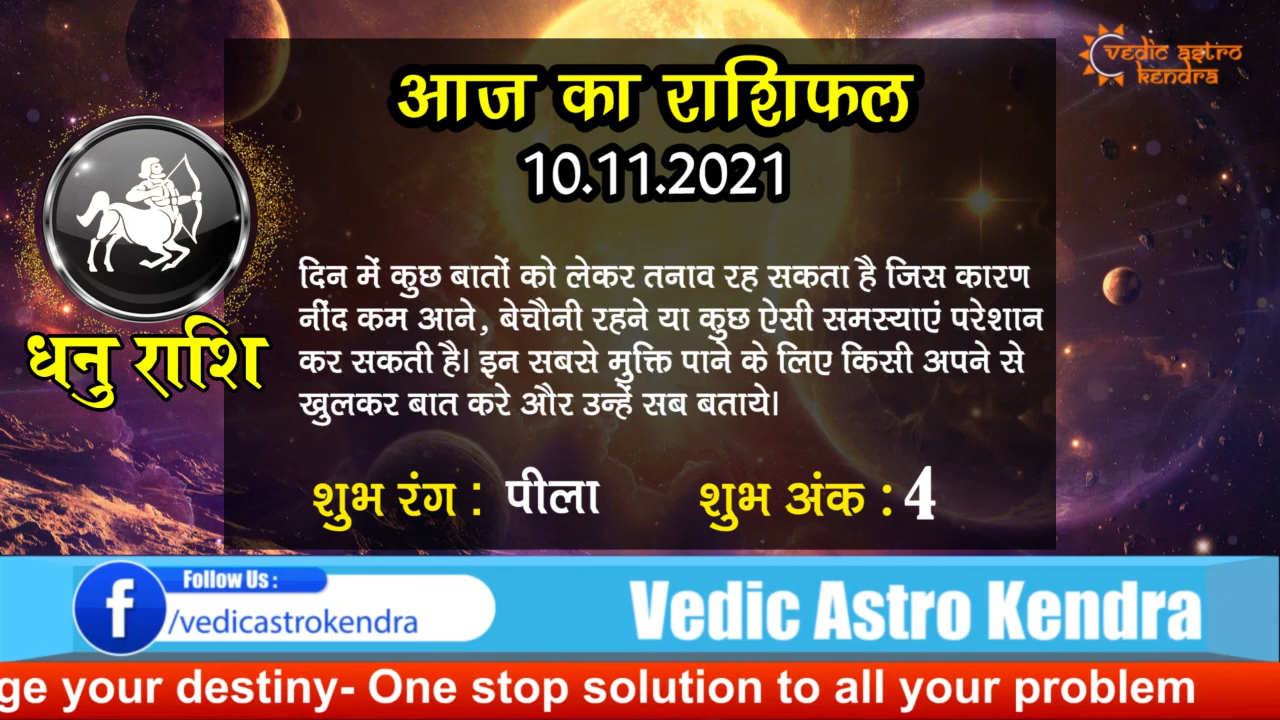 vedic astro
kendra
आज का राशिफल
10.11.2021
दिन में कुछ बातों को लेकर तनाव रह सकता है जिस कारण
नींद कम आने, बेचौनी रहने या कुछ ऐसी समस्याएं परेशान
कर सकती है। इन सबसे मुक्ति पाने के लिए किसी अपने से
खुलकर बात करे और उन्हें सब बताये।
धनु राशि
शुभ रंग : पीला शुभ अंक : 4
Follow Us :
/vedicastrokendra
Vedic Astro Kendra
ge your destiny- One stop solution to all your problem